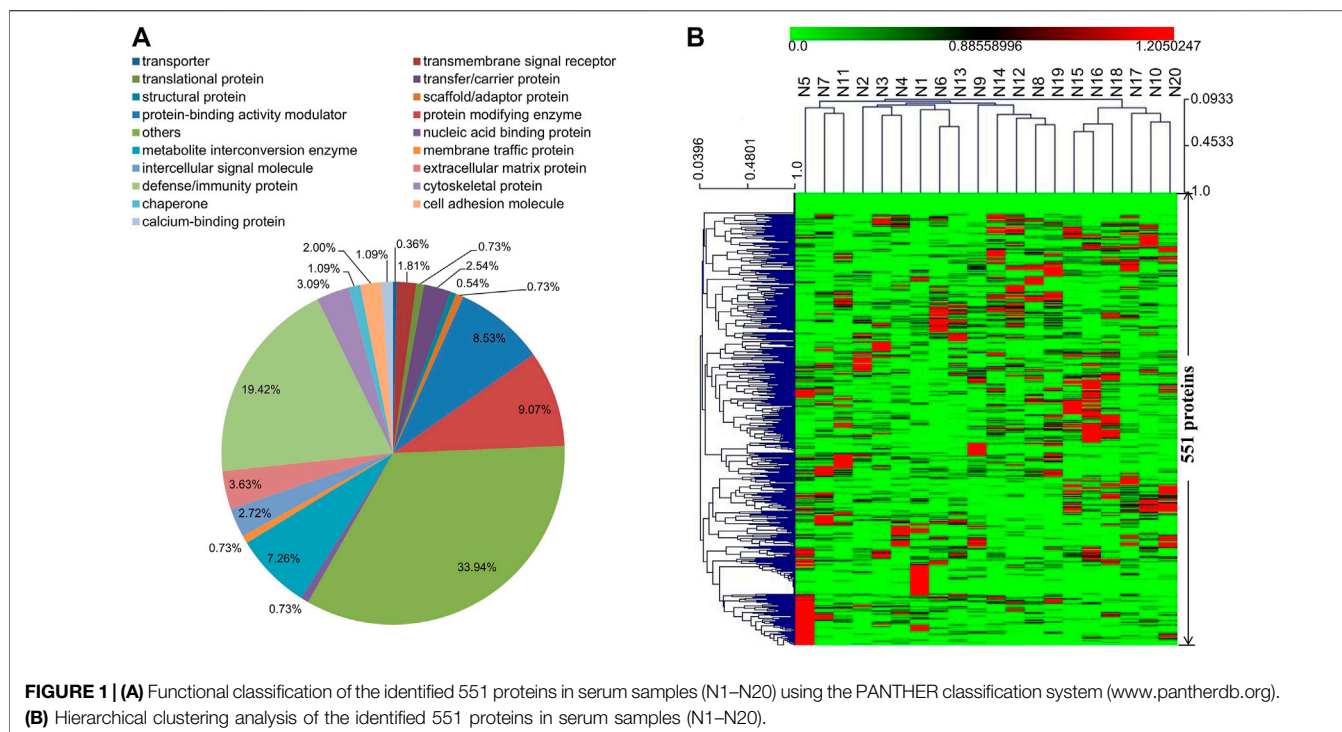 A
transporter
transmembrane signal receptor
translational protein
transfer/carrier protein
structural protein
scaffold/adaptor protein
protein-binding activity modulator
protein modifying enzyme
others
nucleic acid binding protein
metabolite interconversion enzyme
membrane traffic protein
intercellular signal molecule
extracellular matrix protein
defense/immunity protein
cytoskeletal protein
chaperone
cell adhesion molecule
calcium-binding protein
0.36%
1.81%
0.73%
2.54%
0.54%
0.73%
8.53%
9.07%
33.94%
0.73%
7.26%
0.73%
2.72%
3.63%
19.42%
3.09%
1.09%
2.00%
1.09%
B
0.0 0.88558996 1.2050247
N5 N7 N11 N2 N3 N4 N1 N6 N13 N9 N14 N12 N8 N19 N15 N16 N18 N17 N10 N20
0.0933
0.4533
1.0
0.0396 0.4801 1.0
551 proteins
FIGURE 1 | (A) Functional classification of the identified 551 proteins in serum samples (N1–N20) using the PANTHER classification system (www.pantherdb.org).
(B) Hierarchical clustering analysis of the identified 551 proteins in serum samples (N1–N20).